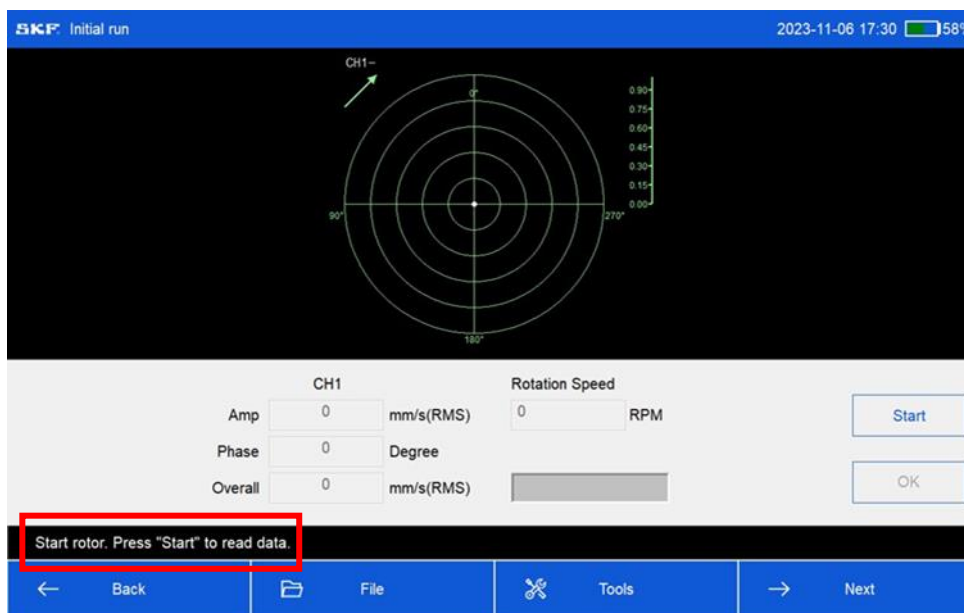 SKF. Initial run
2023-11-06 17:30 58%
CH1-
0°
90°
270°
180°
0.90
0.75
0.60
0.45
0.30
0.15
0.00
CH1
Rotation Speed
Amp 0 mm/s(RMS) 0 RPM
Start
Phase 0 Degree
Overall 0 mm/s(RMS)
OK
Start rotor. Press "Start" to read data.
Back File Tools Next